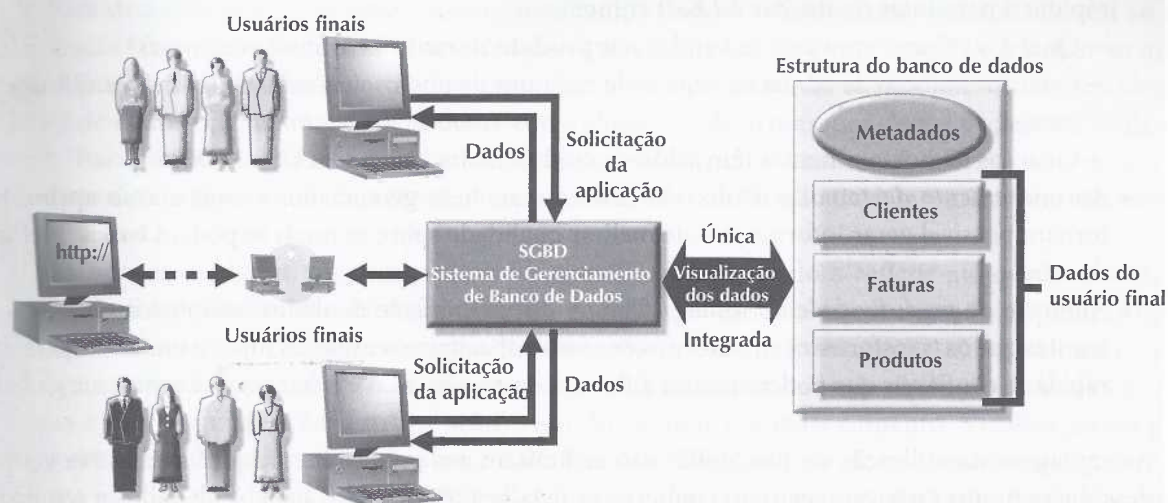 Usuários finais
Dados
Solicitação
da
aplicação
http://
SGBD
Sistema de Gerenciamento
de Banco de Dados
Única
Visualização
dos dados
Integrada
Estrutura do banco de dados
Metadados
Clientes
Faturas
Produtos
Dados do
usuário final
Usuários finais
Solicitação
da aplicação
Dados